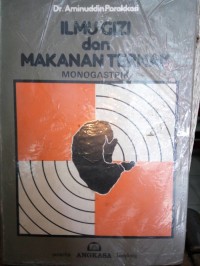 Dr. Aminuddin Parakkasi
ILMU GIZI
dan
MAKANAN TERNAK
MONOGASTRIK
ANGKASA